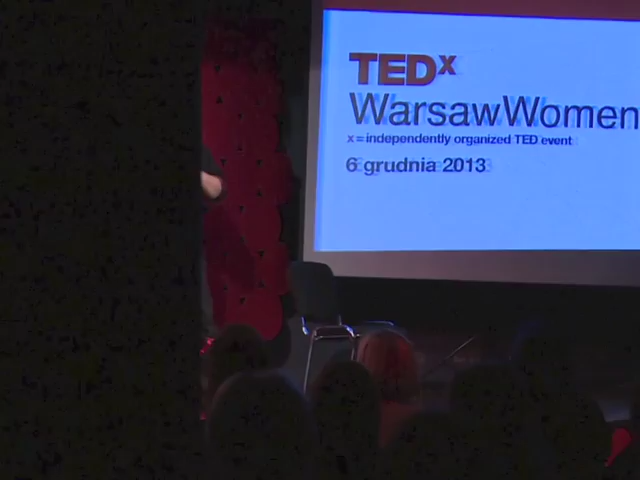 TEDx
WarsawWomen
x=independently organized TED event
6 grudnia 2013